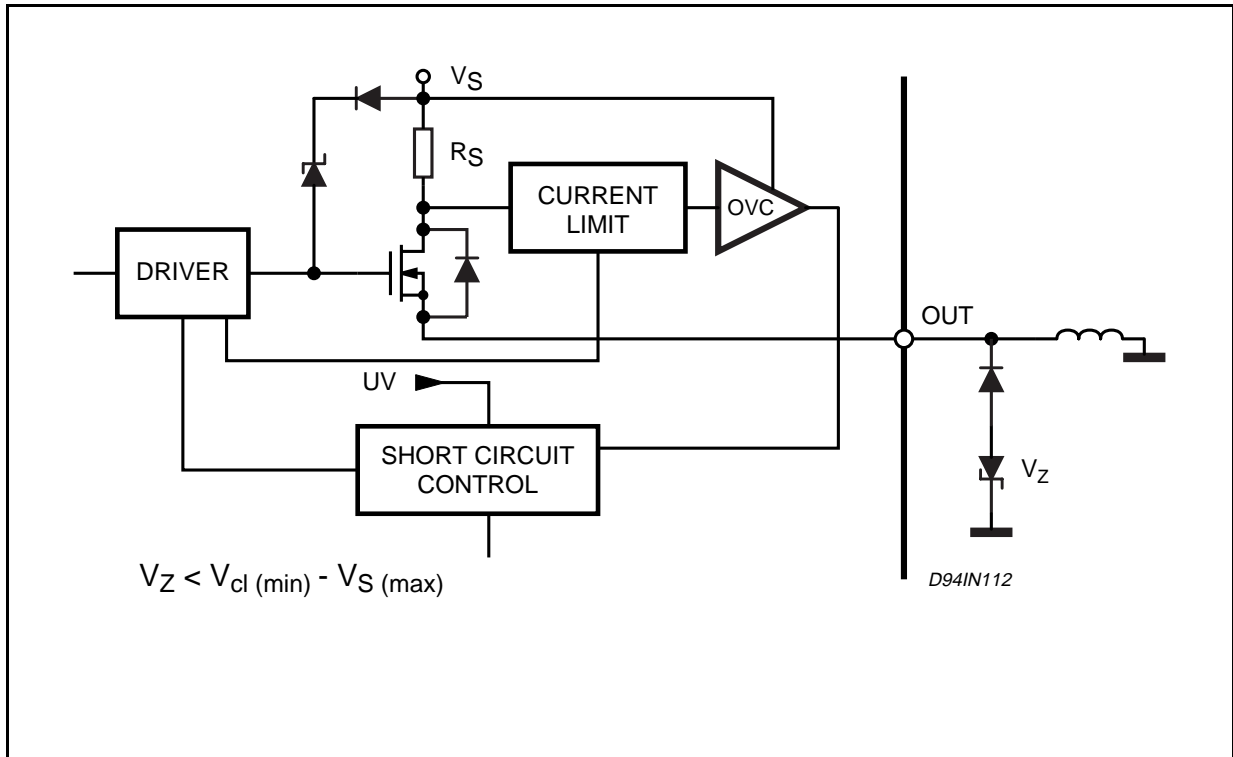 VS
RS
CURRENT
LIMIT
OVC
DRIVER
OUT
UV
SHORT CIRCUIT
CONTROL
VZ
VZ < Vcl (min) - VS (max)
D94IN112